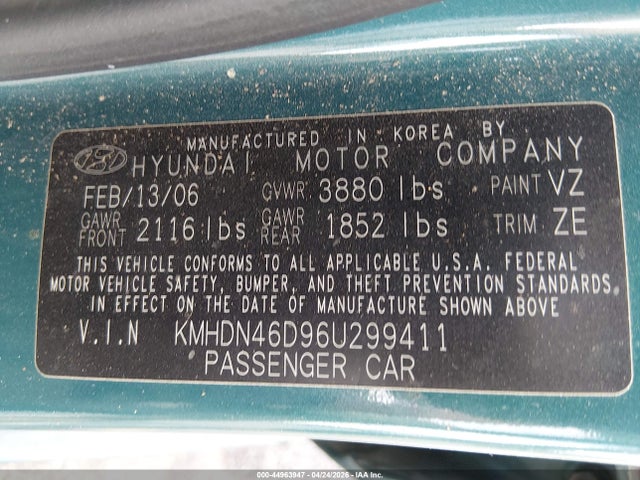 MANUFACTURED IN KOREA BY
HYUNDAI MOTOR COMPANY
FEB/13/06 GVWR 3880 lbs PAINT VZ
GAWR FRONT 2116 lbs GAWR REAR 1852 lbs TRIM ZE
THIS VEHICLE CONFORMS TO ALL APPLICABLE U.S.A. FEDERAL
MOTOR VEHICLE SAFETY, BUMPER, AND THEFT PREVENTION STANDARDS
IN EFFECT ON THE DATE OF MANUFACTURE SHOWN ABOVE
V.I.N KMHDN46D96U299411
PASSENGER CAR
000-44963947 - 04/24/2026 - © IAA, Inc.